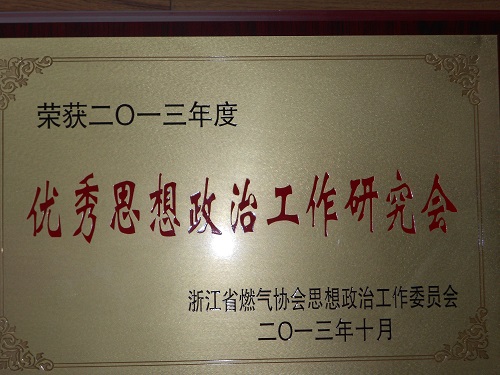 荣获二〇一三年度
优秀思想政治工作研究会
浙江省燃气协会思想政治工作委员会
二〇一三年十月